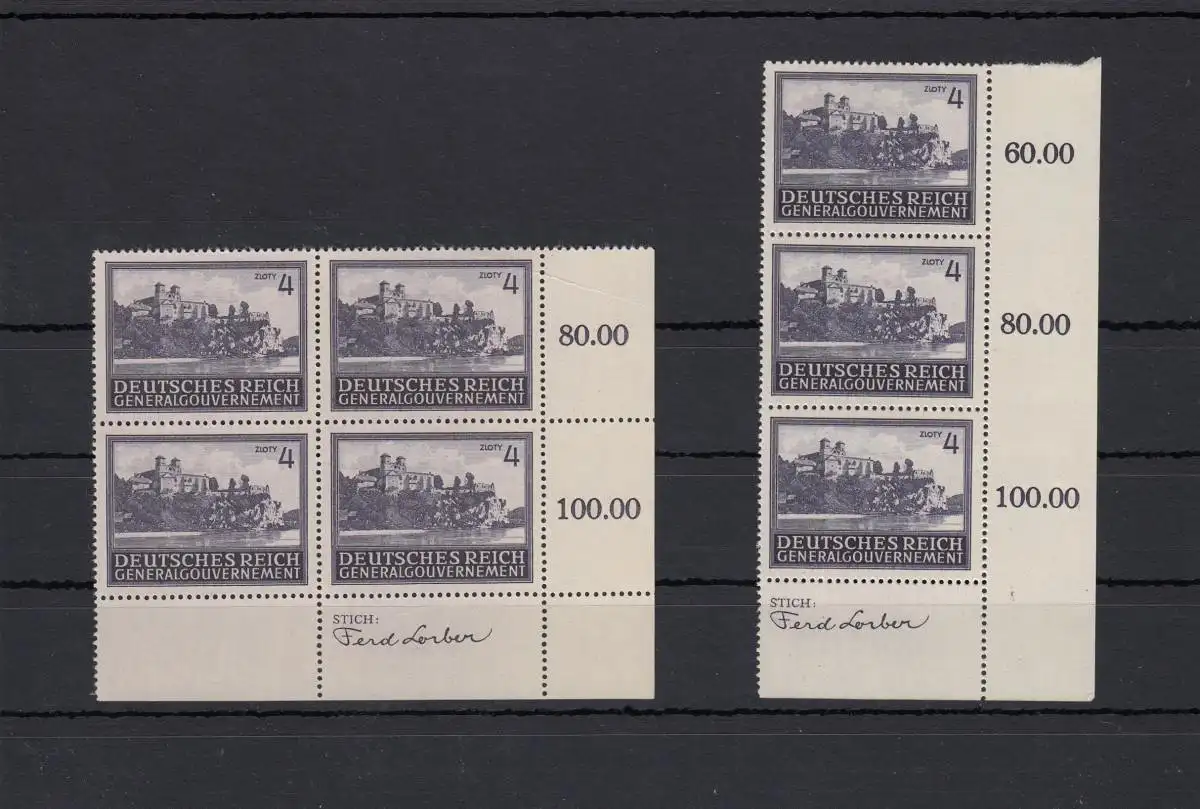 ZLOTY 4
DEUTSCHES REICH
GENERALGOUVERNEMENT
ZLOTY 4
DEUTSCHES REICH
GENERALGOUVERNEMENT
80.00
ZLOTY 4
DEUTSCHES REICH
GENERALGOUVERNEMENT
ZLOTY 4
DEUTSCHES REICH
GENERALGOUVERNEMENT
100.00
STICH:
Ferd Lorber
ZLOTY 4
DEUTSCHES REICH
GENERALGOUVERNEMENT
60.00
ZLOTY 4
DEUTSCHES REICH
GENERALGOUVERNEMENT
80.00
ZLOTY 4
DEUTSCHES REICH
GENERALGOUVERNEMENT
100.00
STICH:
Ferd Lorber